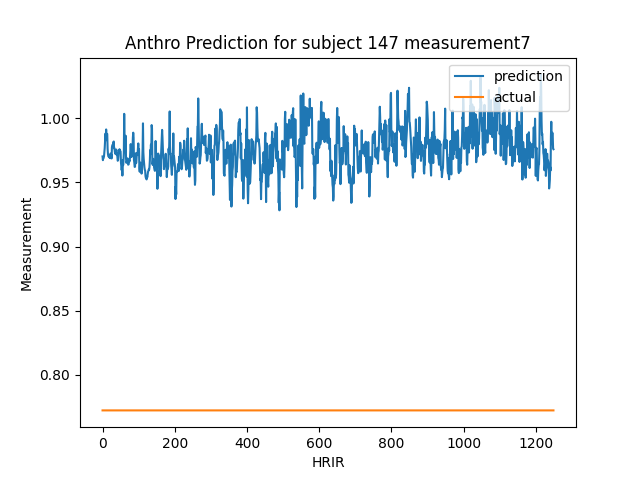 Anthro Prediction for subject 147 measurement7
prediction
actual
1.00
0.95
0.90
0.85
0.80
Measurement
0
200
400
600
800
1000
1200
HRIR